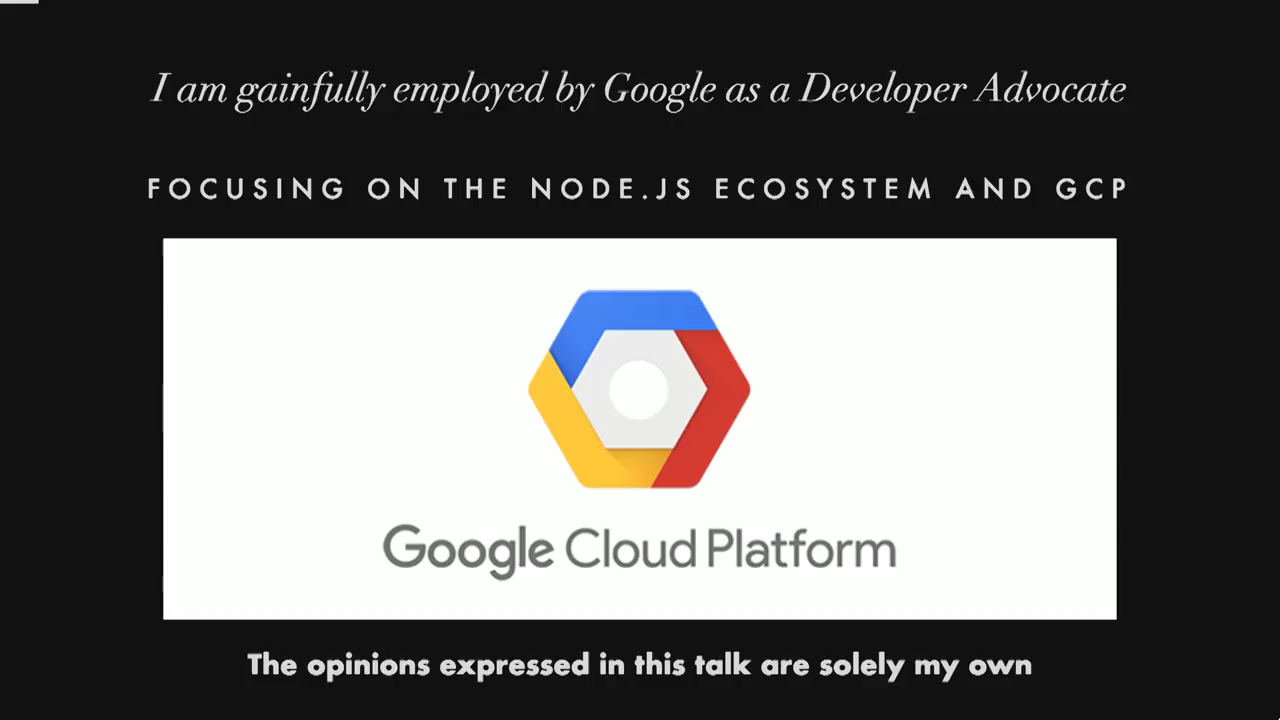 I am gainfully employed by Google as a Developer Advocate
FOCUSING ON THE NODE.JS ECOSYSTEM AND GCP
Google Cloud Platform
The opinions expressed in this talk are solely my own